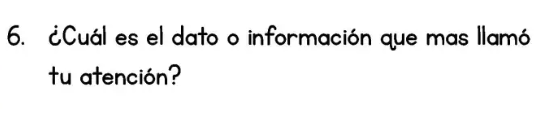 6. ¿Cuál es el dato o información que mas llamó
tu atención?